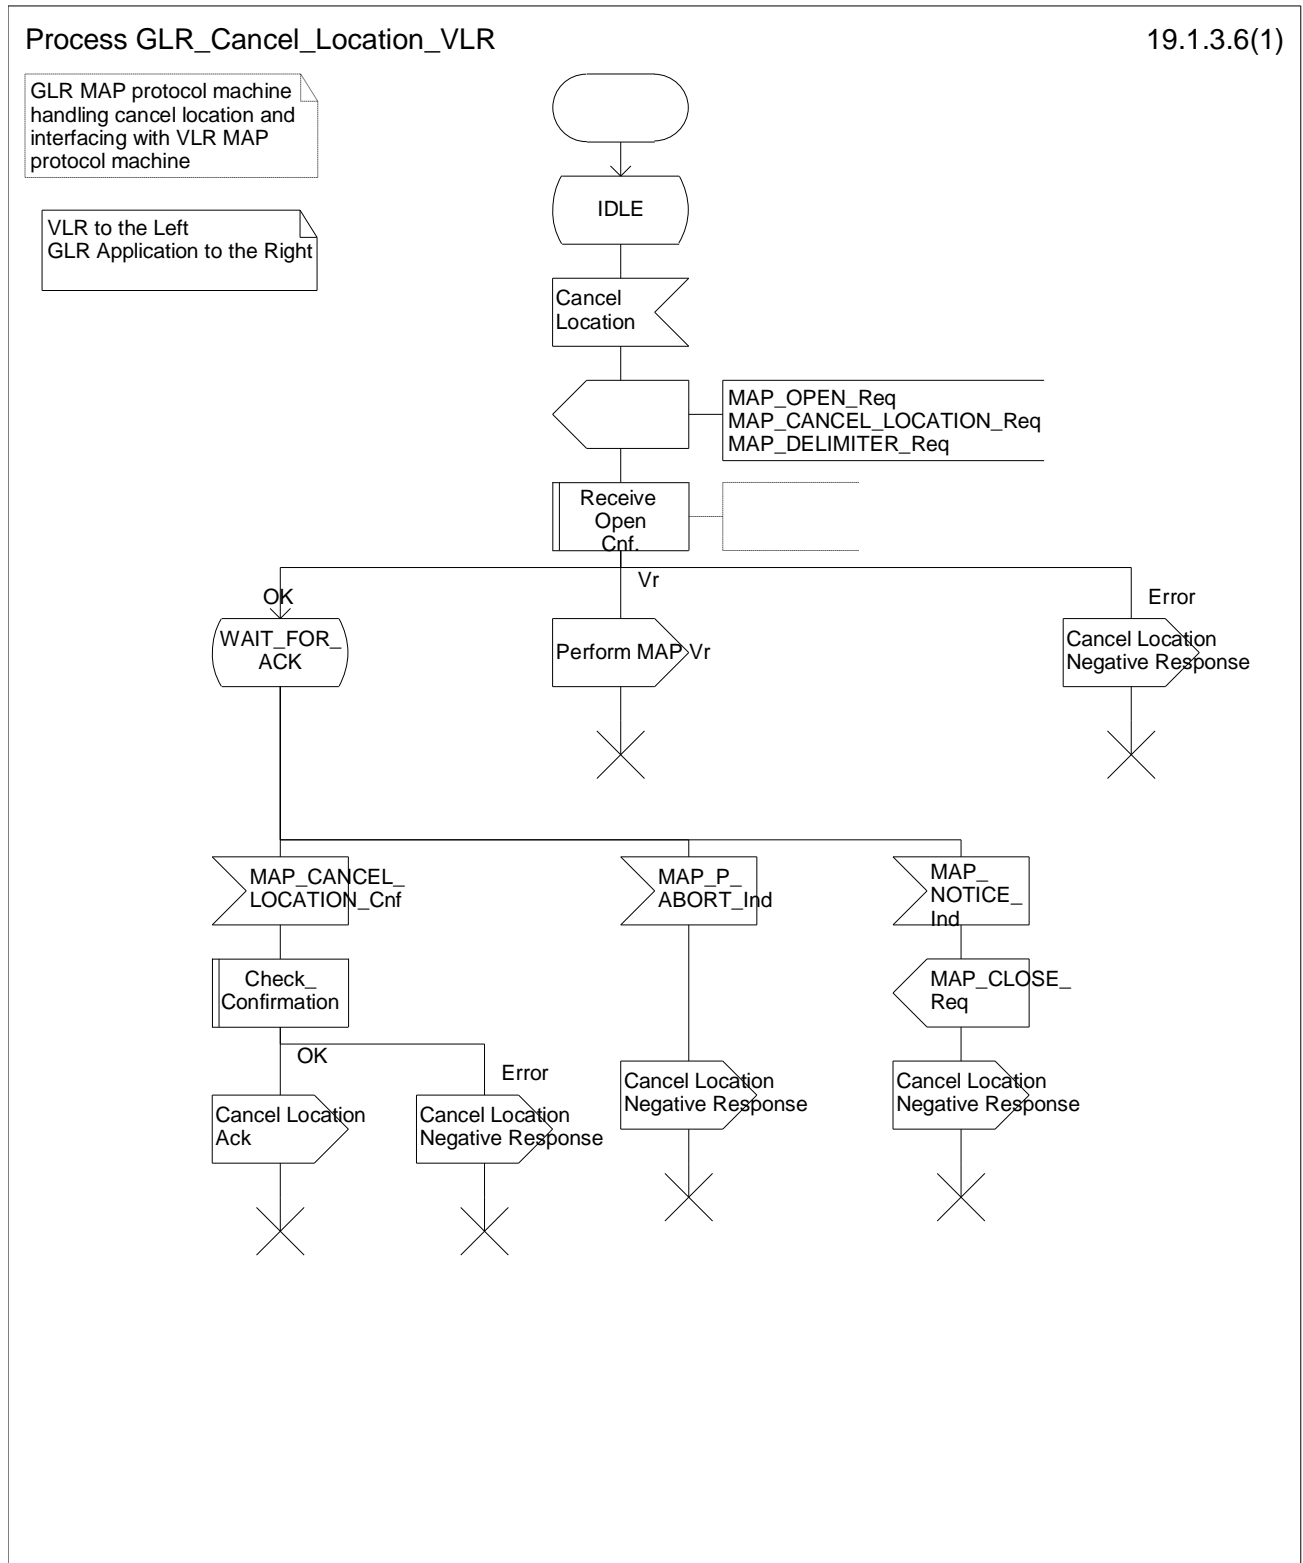 Process GLR_Cancel_Location_VLR
19.1.3.6(1)
GLR MAP protocol machine
handling cancel location and
interfacing with VLR MAP
protocol machine
VLR to the Left
GLR Application to the Right
IDLE
Cancel
Location
MAP_OPEN_Req
MAP_CANCEL_LOCATION_Req
MAP_DELIMITER_Req
Receive
Open
Cnf.
OK
Vr
Error
WAIT_FOR_
ACK
Perform MAP Vr
Cancel Location
Negative Response
MAP_CANCEL_
LOCATION_Cnf
MAP_P_
ABORT_Ind
MAP_
NOTICE_
Ind
Check_
Confirmation
MAP_CLOSE_
Req
OK
Error
Cancel Location
Ack
Cancel Location
Negative Response
Cancel Location
Negative Response
Cancel Location
Negative Response